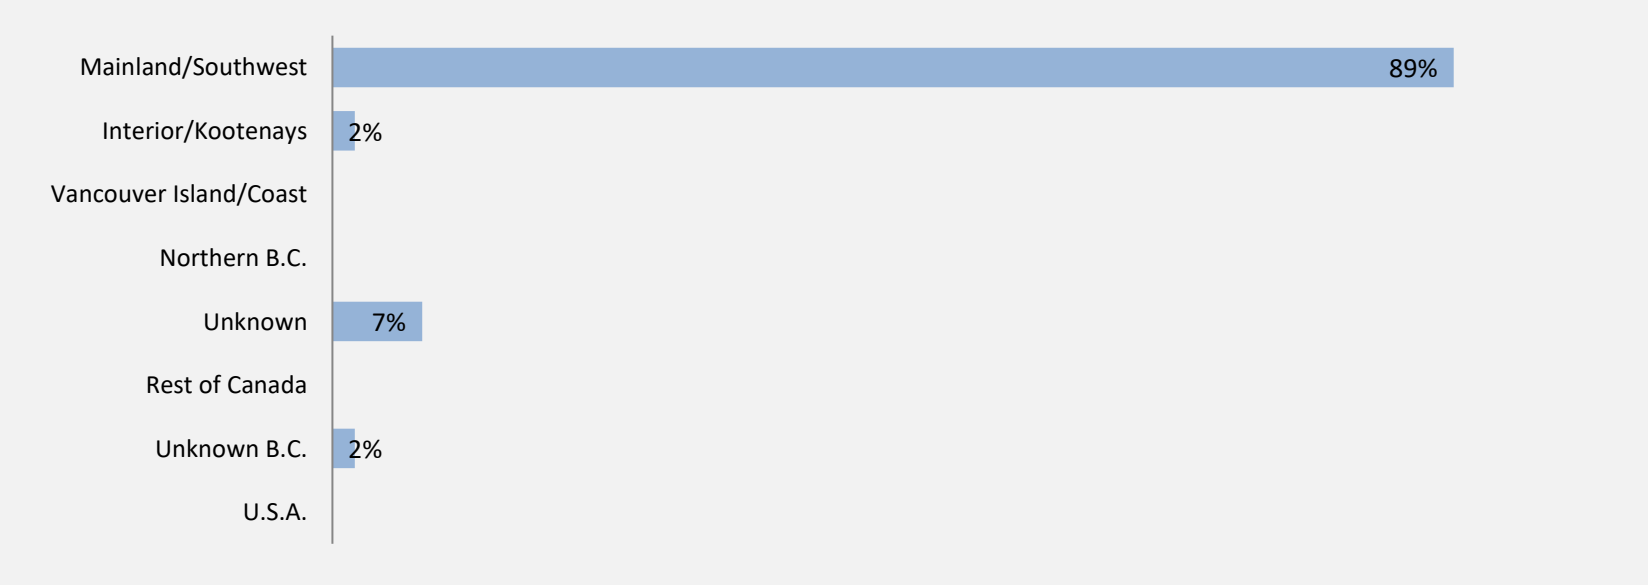 Mainland/Southwest 89%
Interior/Kootenays 2%
Vancouver Island/Coast
Northern B.C.
Unknown 7%
Rest of Canada
Unknown B.C. 2%
U.S.A.